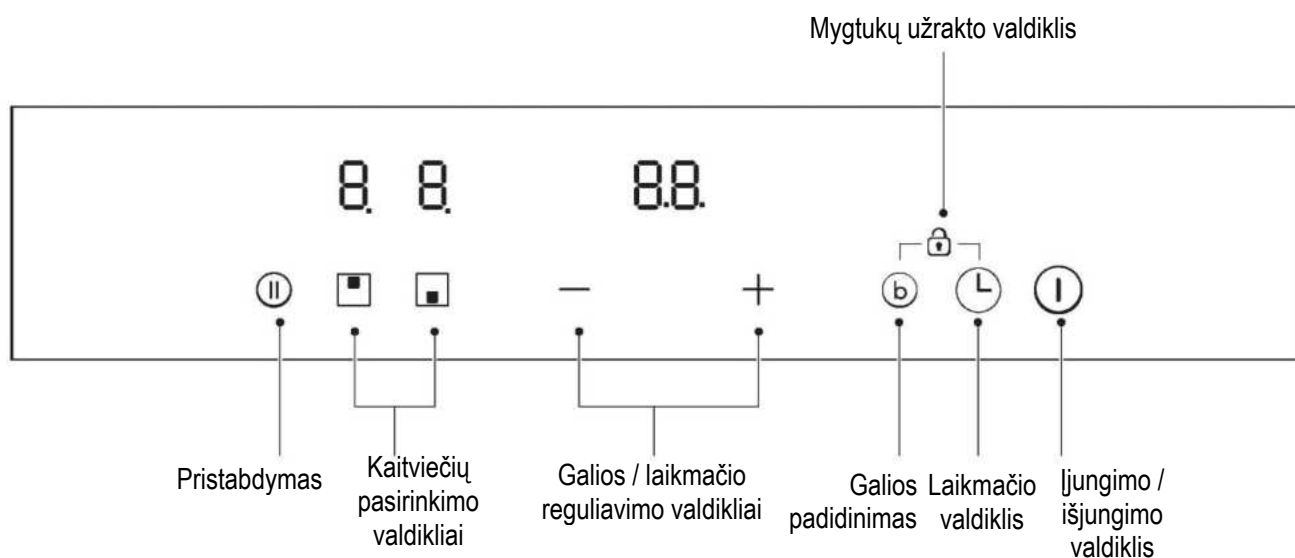 Mygtukų užrakto valdiklis
8. 8. 8.8.
b
Pristabdymas
Kaitviečių
pasirinkimo
valdikliai
Galios / laikmačio
reguliavimo valdikliai
Galios
padidinimas
Laikmačio
valdiklis
Įjungimo /
išjungimo
valdiklis